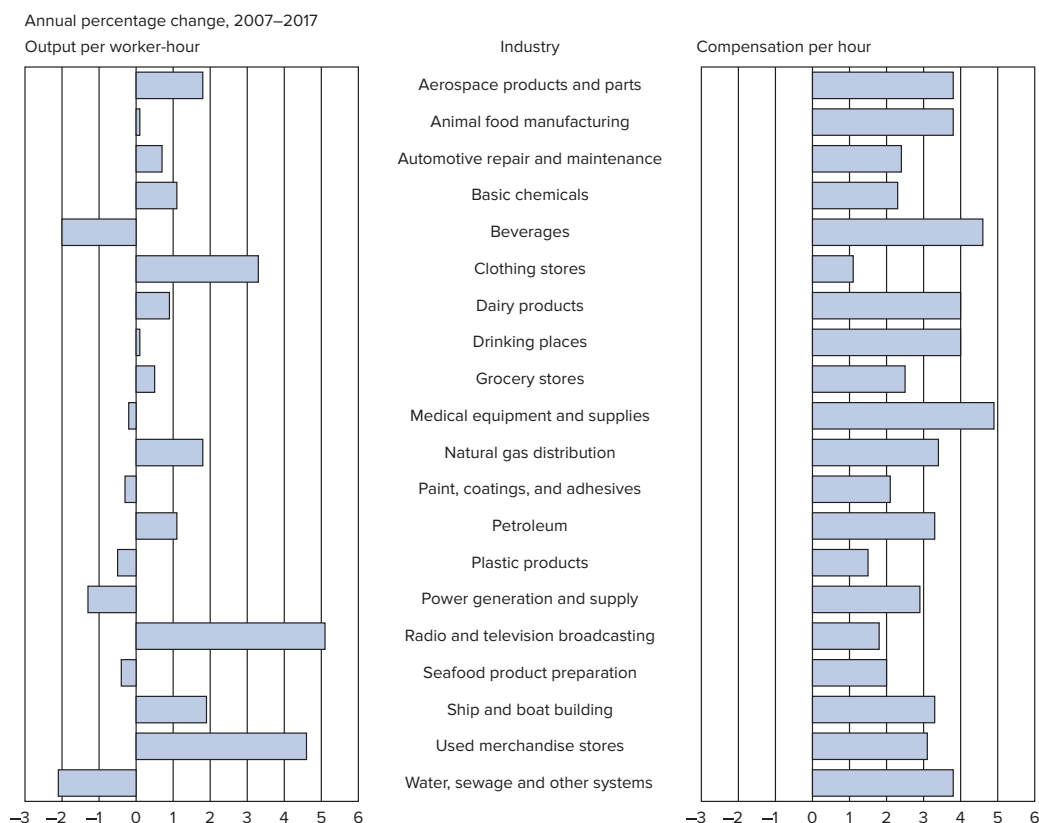 Annual percentage change, 2007–2017
Output per worker-hour
Industry
Compensation per hour
Aerospace products and parts
Animal food manufacturing
Automotive repair and maintenance
Basic chemicals
Beverages
Clothing stores
Dairy products
Drinking places
Grocery stores
Medical equipment and supplies
Natural gas distribution
Paint, coatings, and adhesives
Petroleum
Plastic products
Power generation and supply
Radio and television broadcasting
Seafood product preparation
Ship and boat building
Used merchandise stores
Water, sewage and other systems
–3 –2 –1 0 1 2 3 4 5 6
–3 –2 –1 0 1 2 3 4 5 6